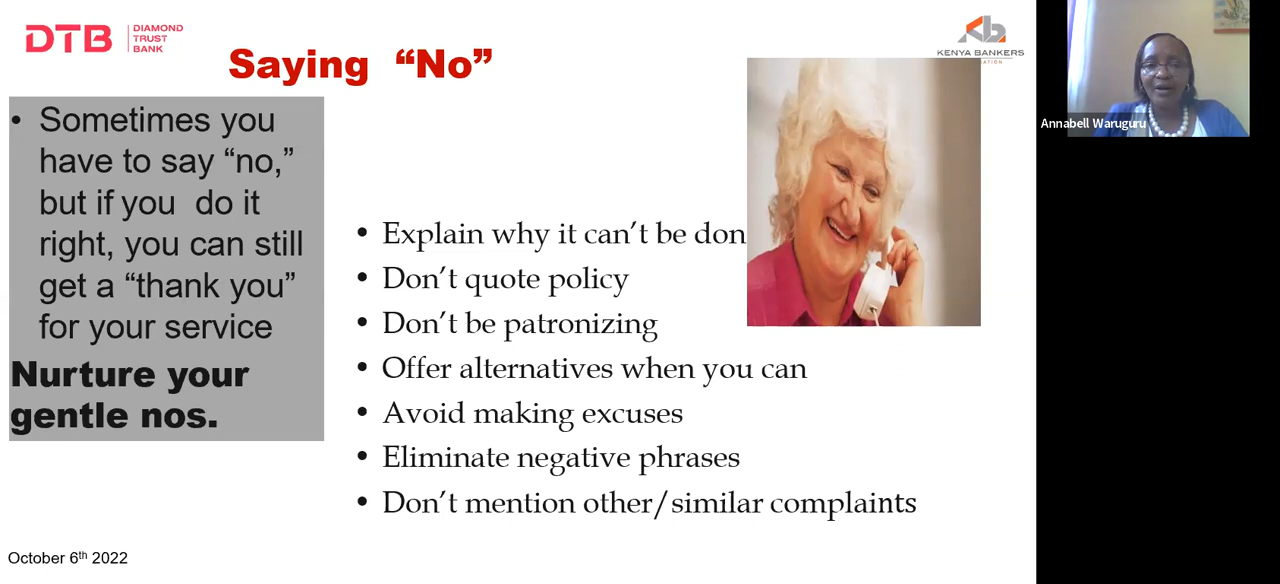 DTB
DIAMOND
TRUST
BANK
Saying “No”
KENYA BANKERS
• Sometimes you
have to say “no,”
but if you do it
right, you can still
get a “thank you”
for your service
Nurture your
gentle nos.
• Explain why it can’t be don
• Don’t quote policy
• Don’t be patronizing
• Offer alternatives when you can
• Avoid making excuses
• Eliminate negative phrases
• Don’t mention other/similar complaints
October 6th 2022
Annabell Waruguru